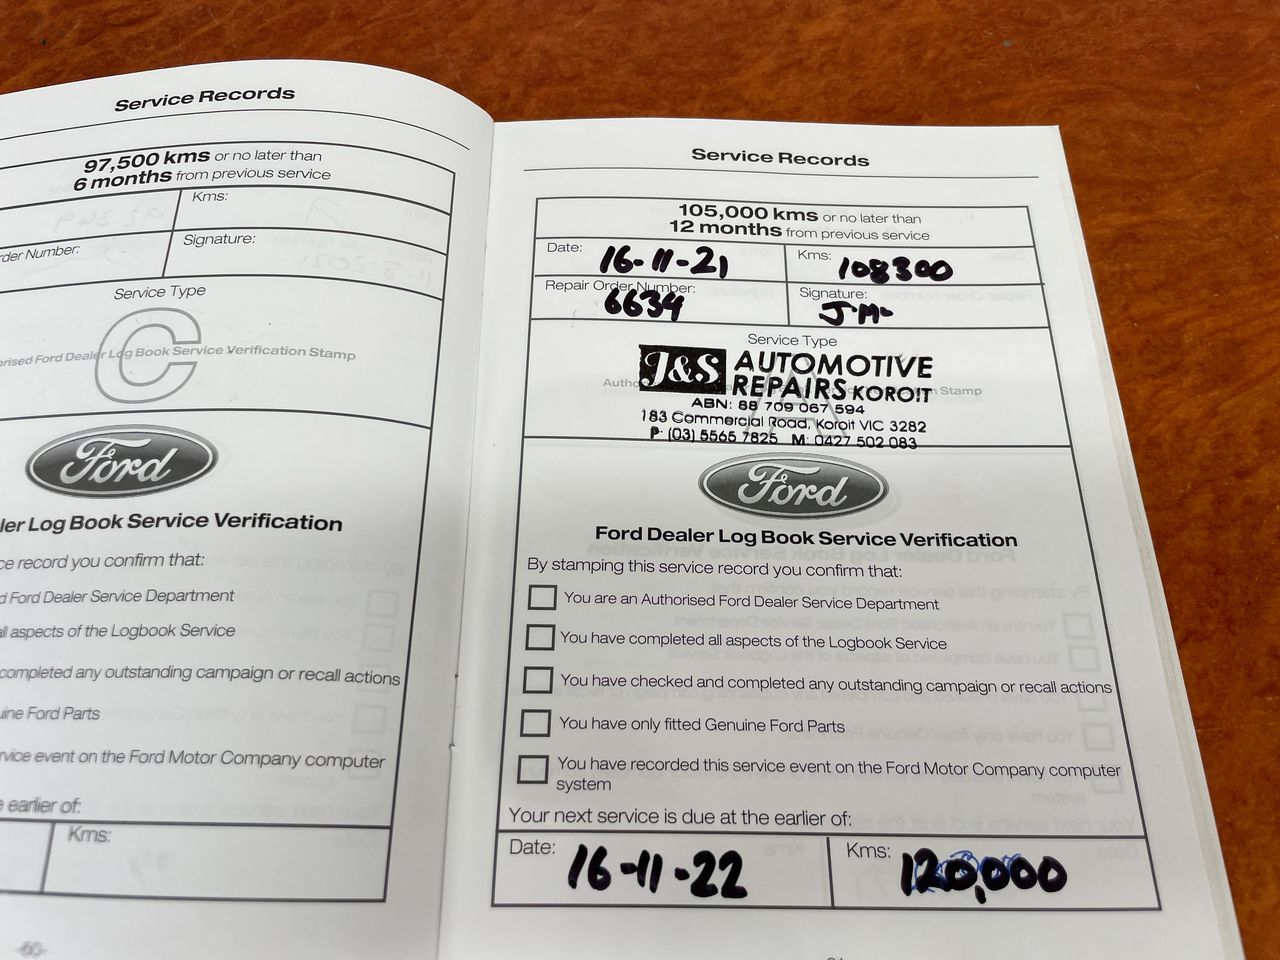 Service Records
97,500 kms or no later than
6 months from previous service
Kms:
Order Number:
Signature:
Service Type
C
Ford Dealer Log Book Service Verification Stamp
Ford
Log Book Service Verification
record you confirm that:
Ford Dealer Service Department
all aspects of the Logbook Service
completed any outstanding campaign or recall actions
Ford Parts
event on the Ford Motor Company computer
earlier of:
Kms:
Service Records
105,000 kms or no later than
12 months from previous service
Date: 16-11-21
Kms: 108300
Repair Order Number: 6634
Signature: J.M.
Service Type
J&S AUTOMOTIVE
REPAIRS KOROIT
ABN: 88 709 067 594
183 Commercial Road, Koroit VIC 3282
P: (03) 5565 7825 M: 0427 502 083
Ford
Ford Dealer Log Book Service Verification
By stamping this service record you confirm that:
You are an Authorised Ford Dealer Service Department
You have completed all aspects of the Logbook Service
You have checked and completed any outstanding campaign or recall actions
You have only fitted Genuine Ford Parts
You have recorded this service event on the Ford Motor Company computer
system
Your next service is due at the earlier of:
Date: 16-11-22
Kms: 120,000